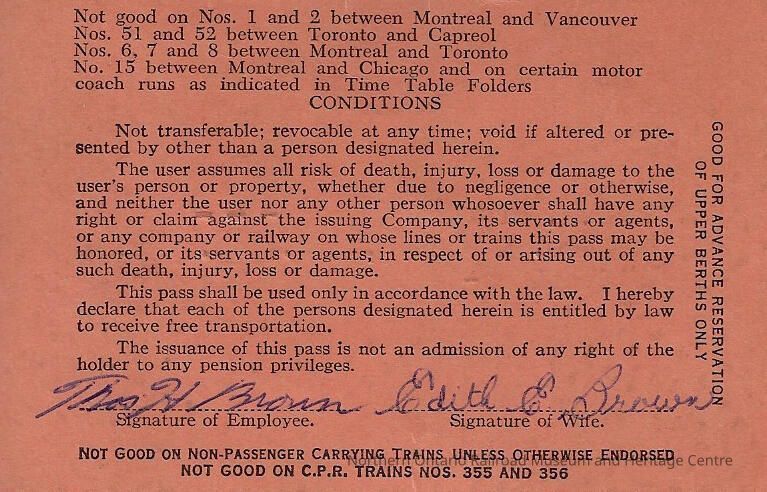 Not good on Nos. 1 and 2 between Montreal and Vancouver
Nos. 51 and 52 between Toronto and Capreol
Nos. 6, 7 and 8 between Montreal and Toronto
No. 15 between Montreal and Chicago and on certain motor
coach runs as indicated in Time Table Folders
CONDITIONS
Not transferable; revocable at any time; void if altered or pre-
sented by other than a person designated herein.
The user assumes all risk of death, injury, loss or damage to the
user's person or property, whether due to negligence or otherwise,
and neither the user nor any other person whosoever shall have any
right or claim against the issuing Company, its servants or agents,
or any company or railway on whose lines or trains this pass may be
honored, or its servants or agents, in respect of or arising out of any
such death, injury, loss or damage.
This pass shall be used only in accordance with the law. I hereby
declare that each of the persons designated herein is entitled by law
to receive free transportation.
The issuance of this pass is not an admission of any right of the
holder to any pension privileges.
Thos H Brown Edith E Brown
Signature of Employee. Signature of Wife.
NOT GOOD ON NON-PASSENGER CARRYING TRAINS UNLESS OTHERWISE ENDORSED
NOT GOOD ON C.P.R. TRAINS NOS. 355 AND 356
GOOD FOR ADVANCE RESERVATION
OF UPPER BERTHS ONLY
Northern Ontario Railroad Museum and Heritage Centre